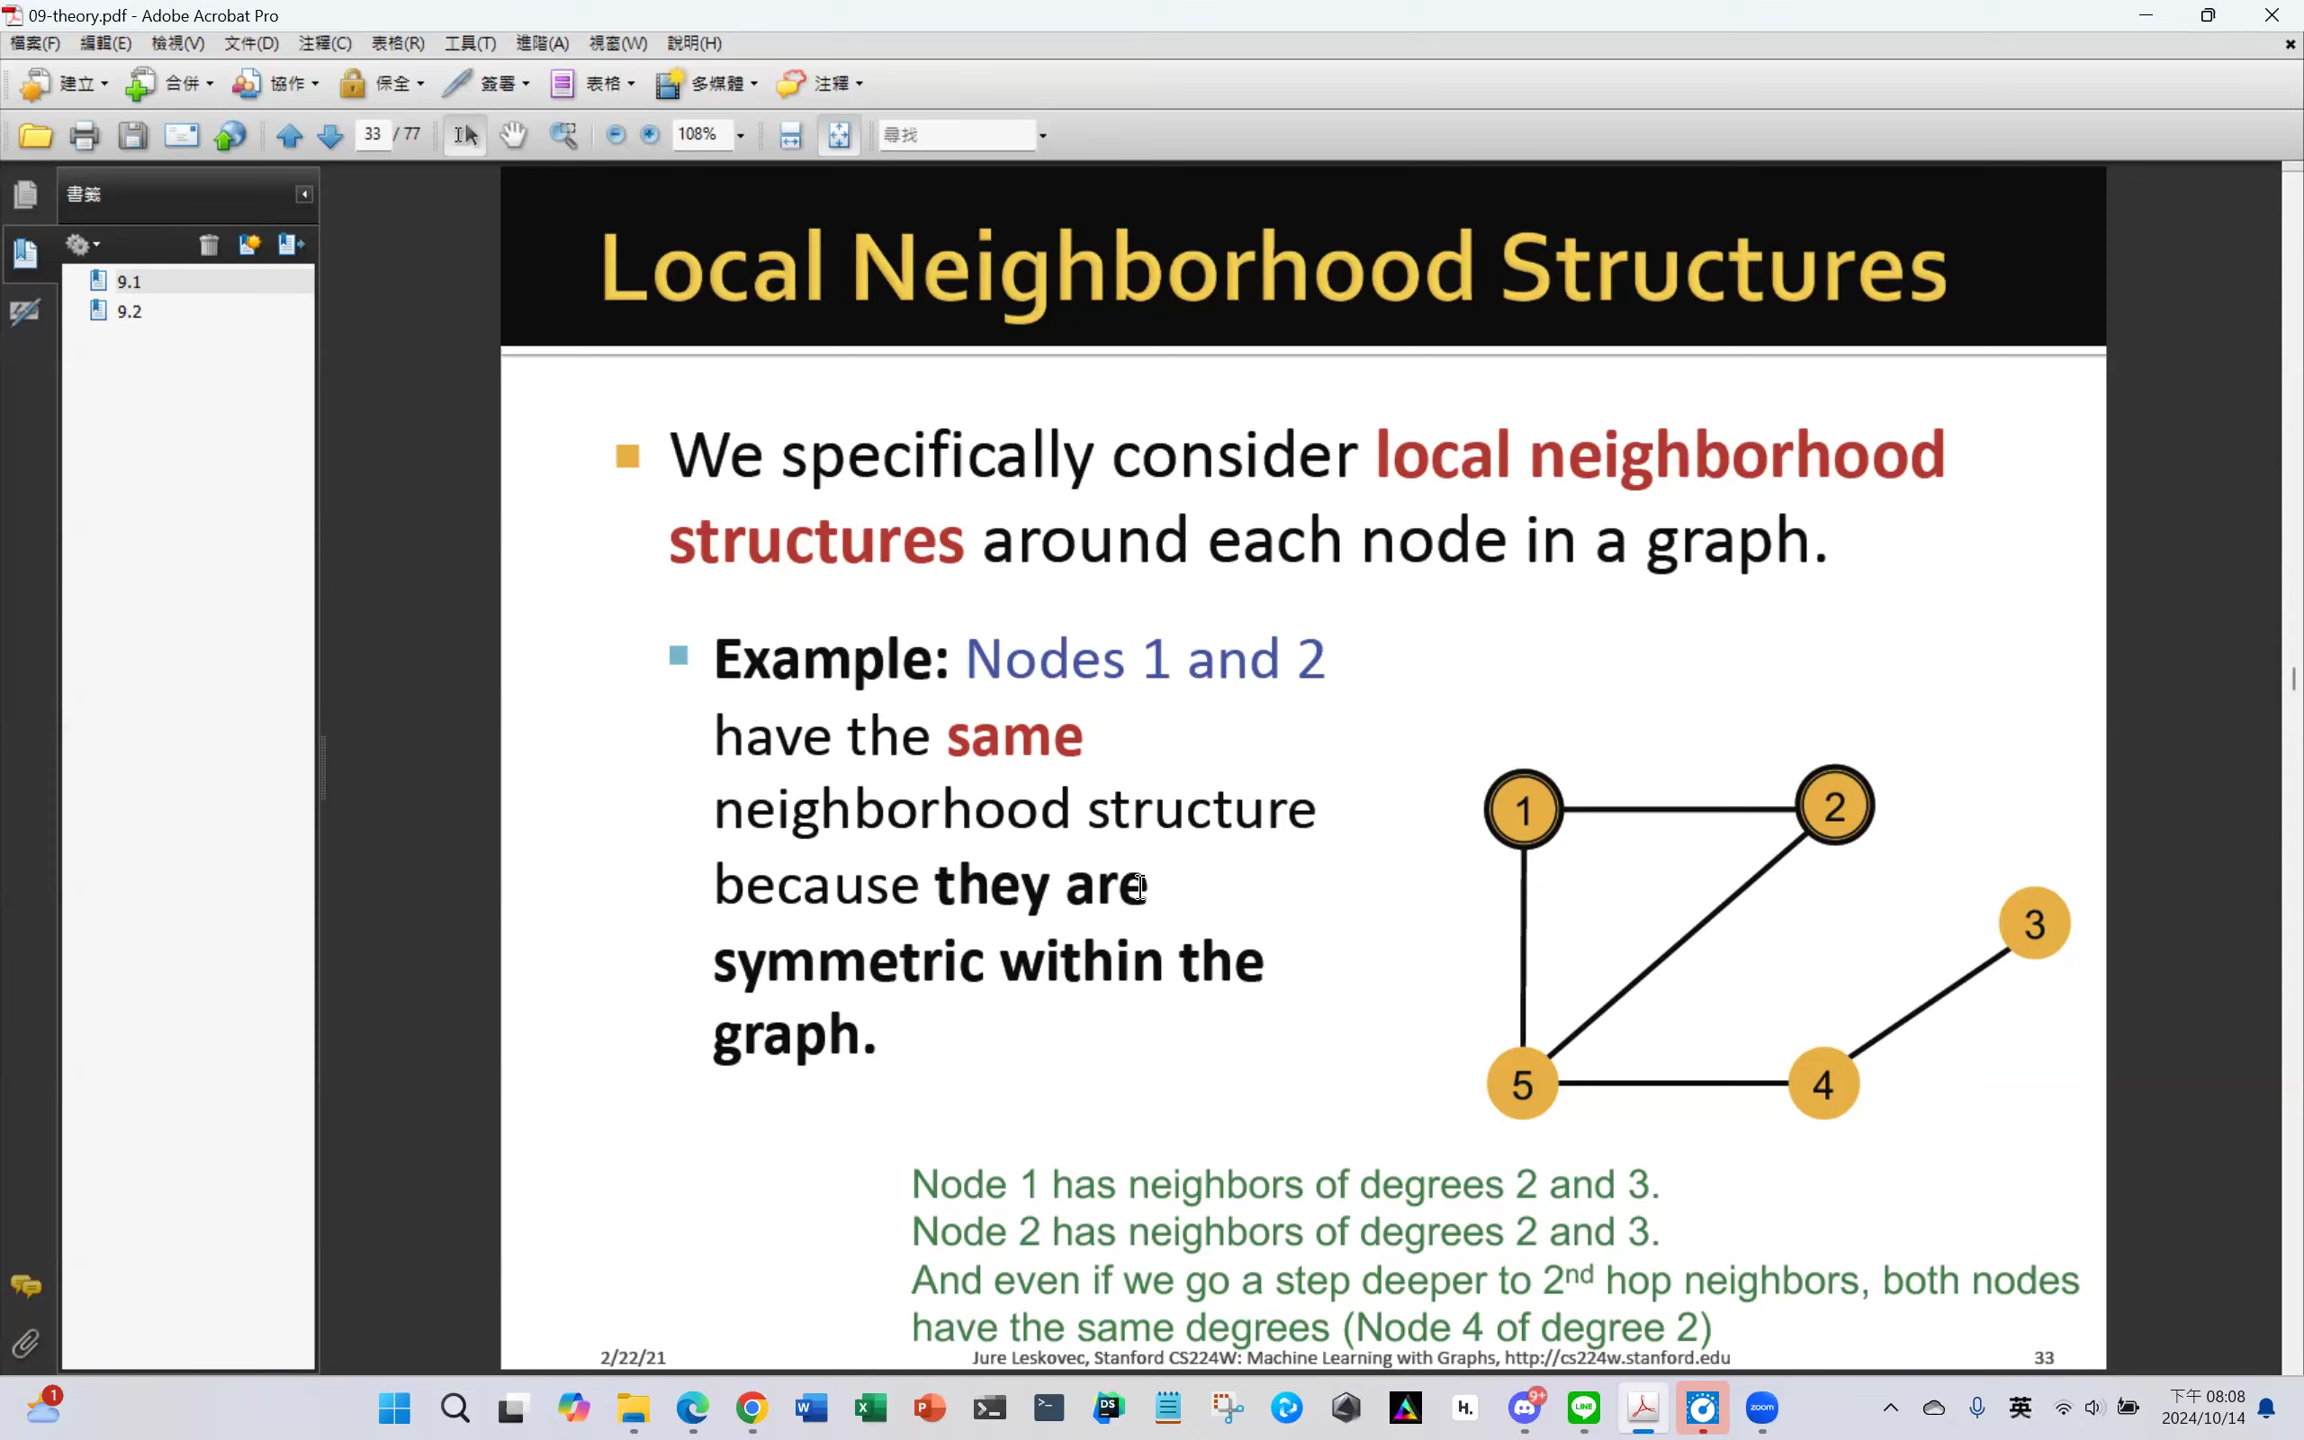 09-theory.pdf - Adobe Acrobat Pro
檔案(F) 編輯(E) 檢視(V) 文件(D) 注釋(C) 表格(R) 工具(T) 進階(A) 視窗(W) 說明(H)
建立 合併 協作 保全 簽署 表格 多媒體 注釋
33 / 77 108% 尋找
書籤
9.1
9.2
Local Neighborhood Structures
We specifically consider local neighborhood
structures around each node in a graph.
Example: Nodes 1 and 2
have the same
neighborhood structure
because they are
symmetric within the
graph.
1 2
3
5 4
Node 1 has neighbors of degrees 2 and 3.
Node 2 has neighbors of degrees 2 and 3.
And even if we go a step deeper to 2nd hop neighbors, both nodes
have the same degrees (Node 4 of degree 2)
2/22/21 Jure Leskovec, Stanford CS224W: Machine Learning with Graphs, http://cs224w.stanford.edu 33
1 W X P DS H. 9+ LINE zoom 英 下午 08:08
2024/10/14